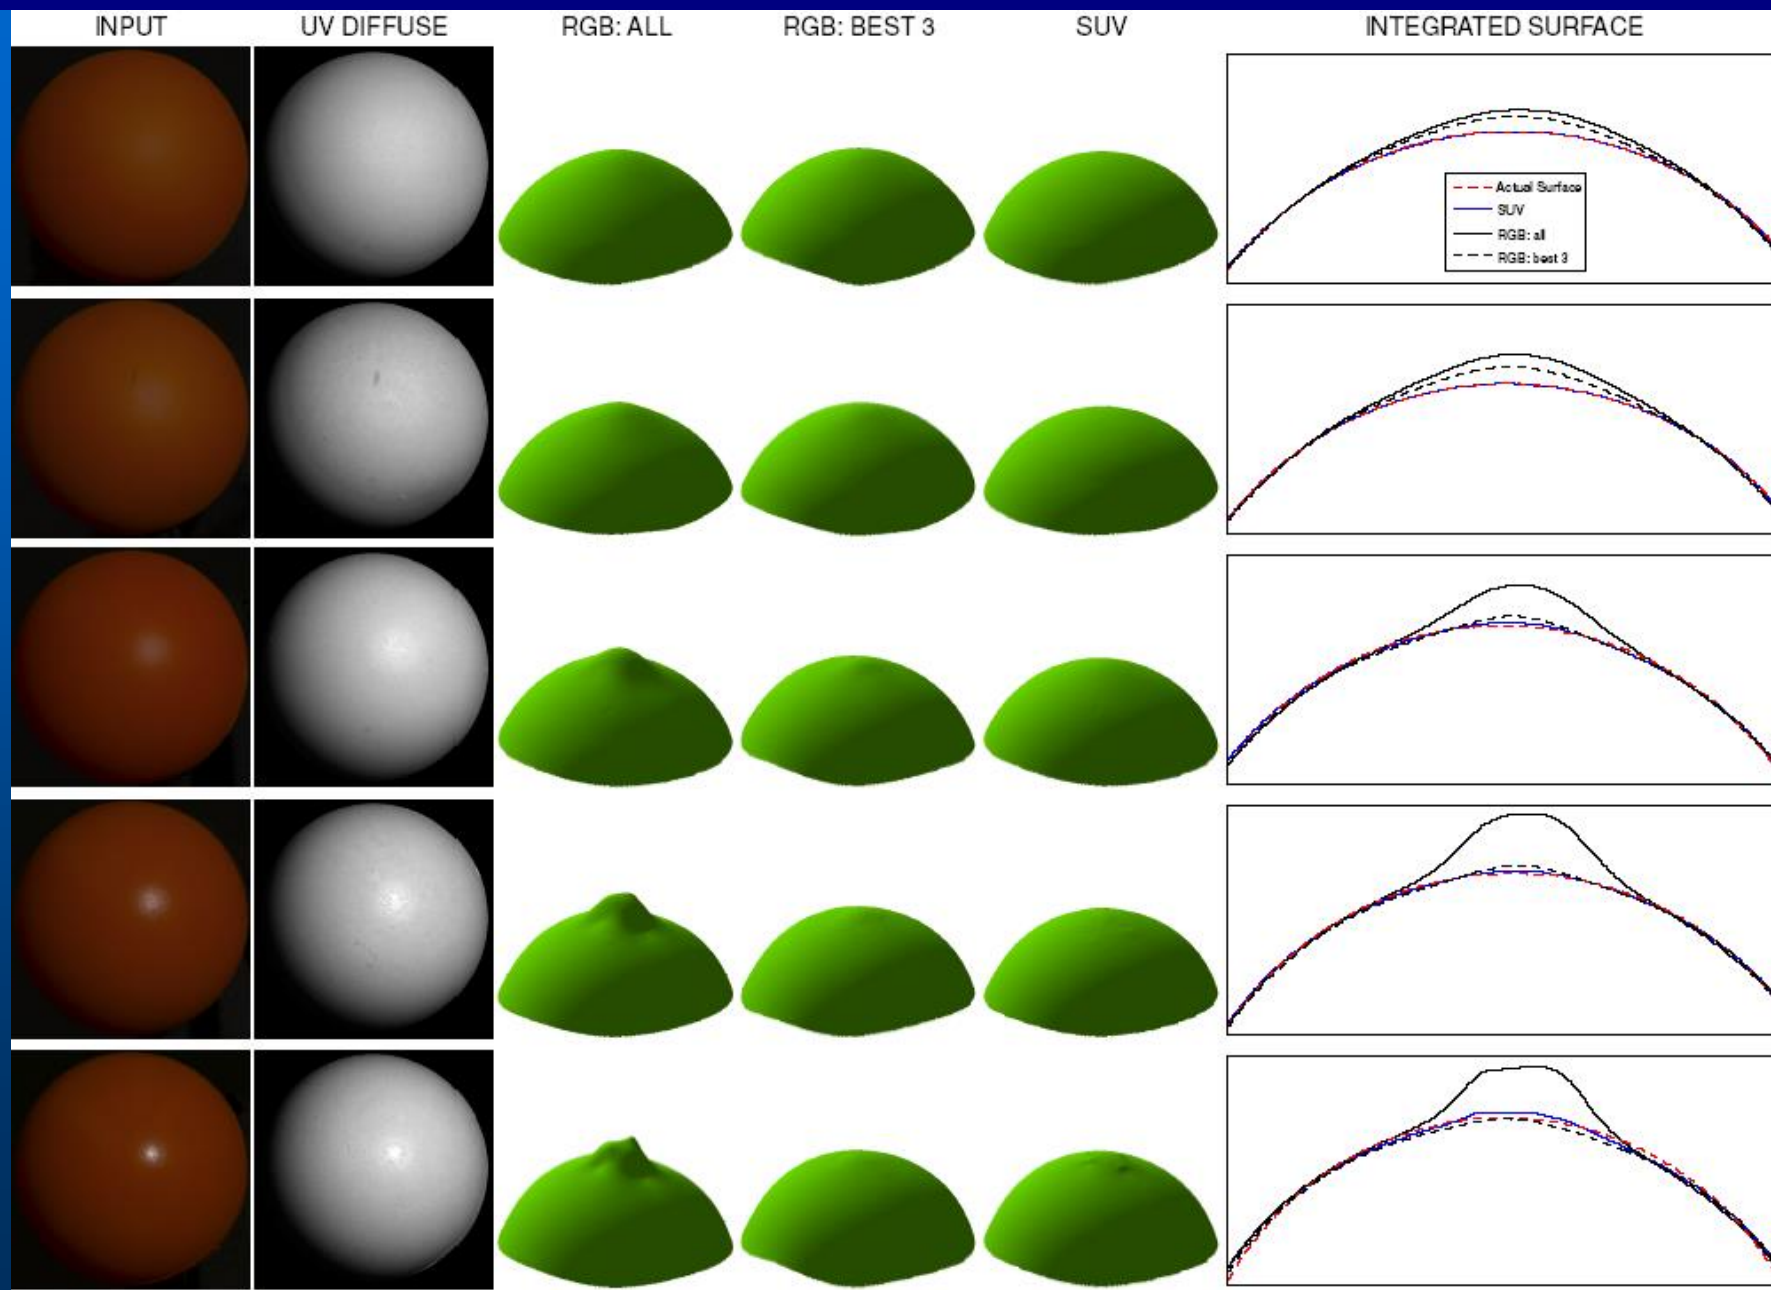 INPUT
UV DIFFUSE
RGB: ALL
RGB: BEST 3
SUV
INTEGRATED SURFACE
Actual Surface
SUV
RGB: all
RGB: best 3